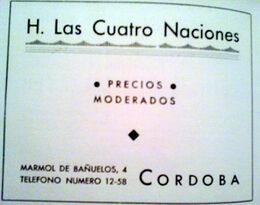 H. Las Cuatro Naciones
• PRECIOS •
MODERADOS
MARMOL DE BAÑUELOS, 4
TELEFONO NUMERO 12-58
CORDOBA